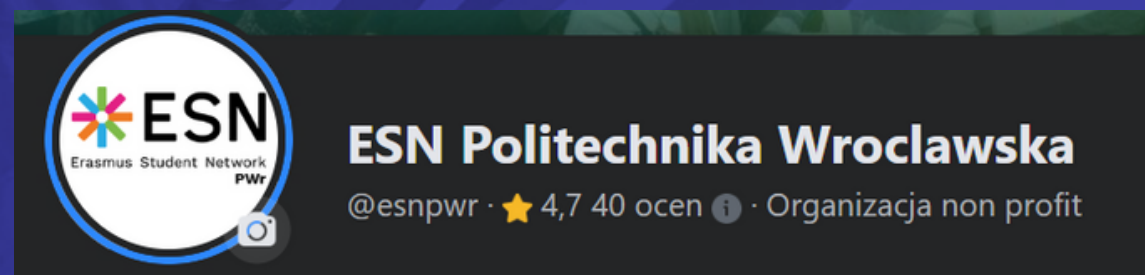 ESN
Erasmus Student Network
PWr
ESN Politechnika Wroclawska
@esnpwr · 4,7 40 ocen · Organizacja non profit